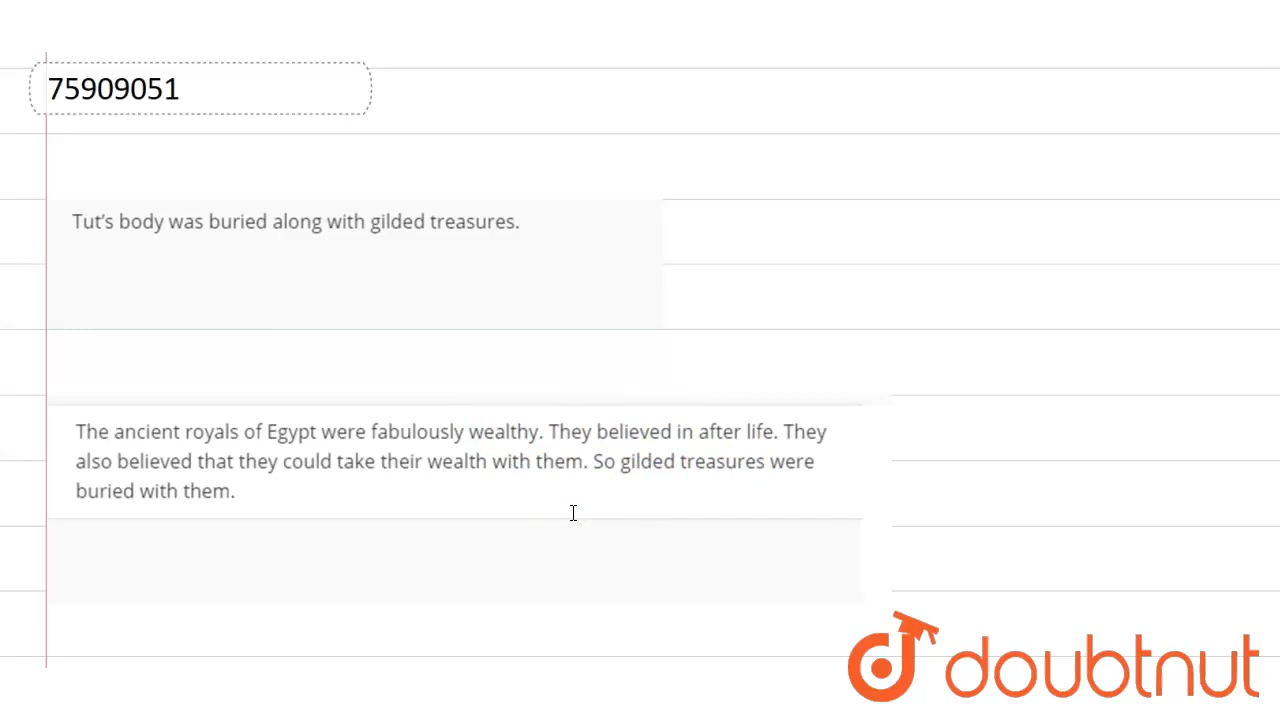 75909051
Tut’s body was buried along with gilded treasures.
The ancient royals of Egypt were fabulously wealthy. They believed in after life. They
also believed that they could take their wealth with them. So gilded treasures were
buried with them.
doubtnut